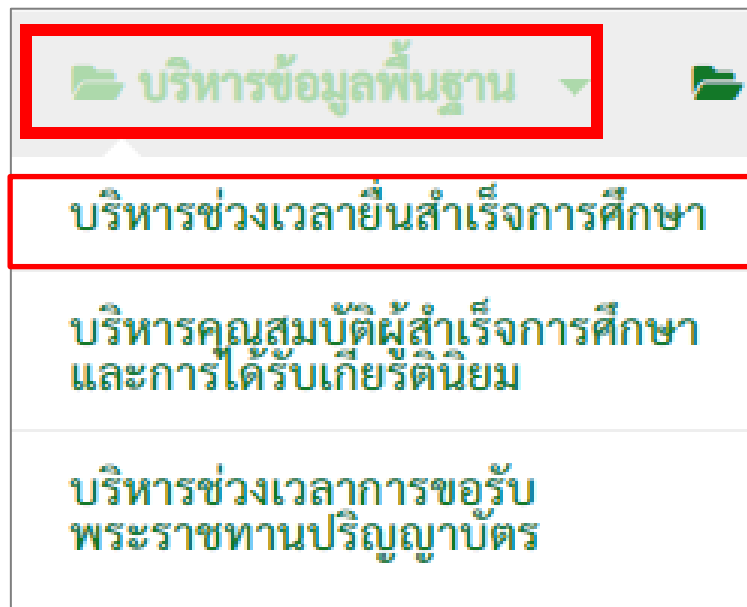 บริหารข้อมูลพื้นฐาน
บริหารช่วงเวลายื่นสำเร็จการศึกษา
บริหารคุณสมบัติผู้สำเร็จการศึกษา
และการได้รับเกียรตินิยม
บริหารช่วงเวลาการขอรับ
พระราชทานปริญญาบัตร